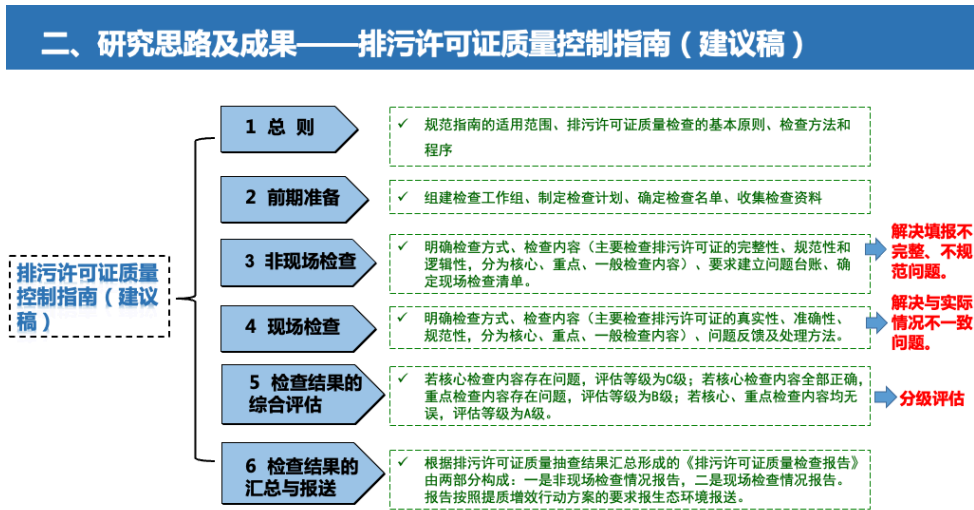 二、研究思路及成果——排污许可证质量控制指南（建议稿）
排污许可证质量
控制指南（建议
稿）
1 总 则
✓ 规范指南的适用范围、排污许可证质量检查的基本原则、检查方法和
程序
2 前期准备
✓ 组建检查工作组、制定检查计划、确定检查名单、收集检查资料
3 非现场检查
✓ 明确检查方式、检查内容（主要检查排污许可证的完整性、规范性和
逻辑性，分为核心、重点、一般检查内容）、要求建立问题台账、确
定现场检查清单。
解决填报不
完整、不规
范问题。
4 现场检查
✓ 明确检查方式、检查内容（主要检查排污许可证的真实性、准确性、
规范性，分为核心、重点、一般检查内容）、问题反馈及处理方法。
解决与实际
情况不一致
问题。
5 检查结果的
综合评估
✓ 若核心检查内容存在问题，评估等级为C级；若核心检查内容全部正确，
重点检查内容存在问题，评估等级为B级；若核心、重点检查内容均无
误，评估等级为A级。
分级评估
6 检查结果的
汇总与报送
✓ 根据排污许可证质量抽查结果汇总形成的《排污许可证质量检查报告》
由两部分构成：一是非现场检查情况报告，二是现场检查情况报告。
报告按照提质增效行动方案的要求报生态环境报送。